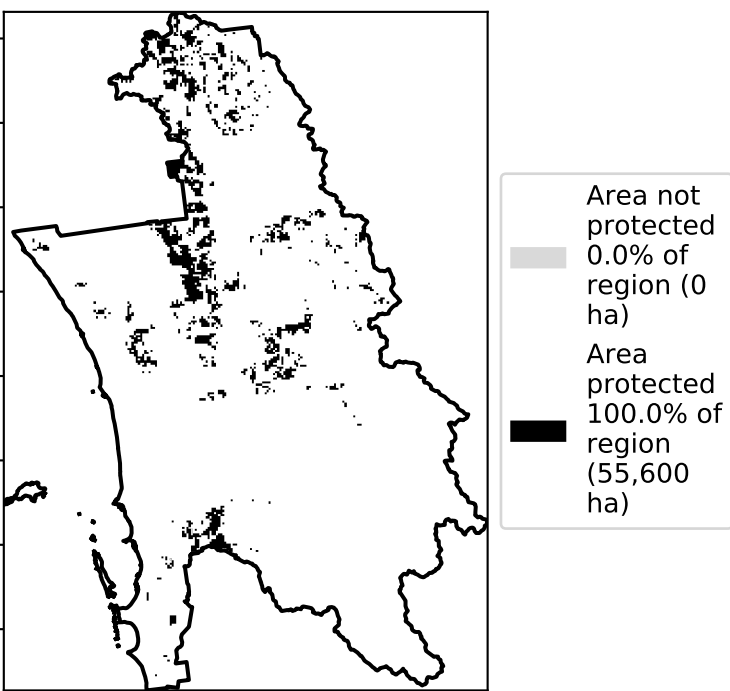 Area not
protected
0.0% of
region (0
ha)
Area
protected
100.0% of
region
(55,600
ha)